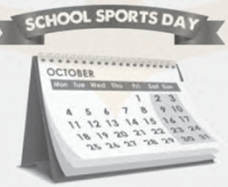 SCHOOL SPORTS DAY
OCTOBER
Mon Tue Wed Thu Fri Sat Sun
1 2 3
4 5 6 7 8 9 10
11 12 13 14 15 16 17
18 19 20 21 22 23 24
25 26 27 28 29 30 31